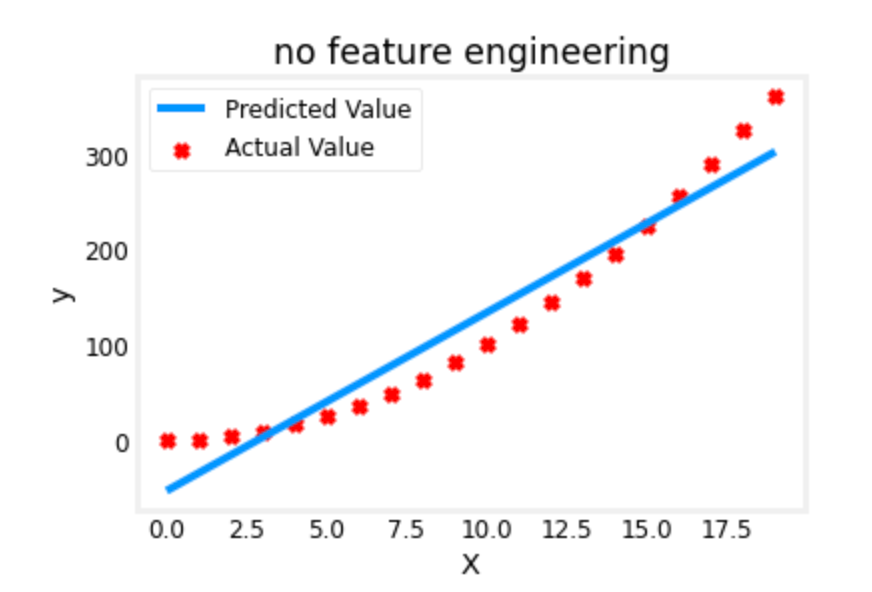 no feature engineering
Predicted Value
Actual Value
300
200
100
0
y
0.0 2.5 5.0 7.5 10.0 12.5 15.0 17.5
X